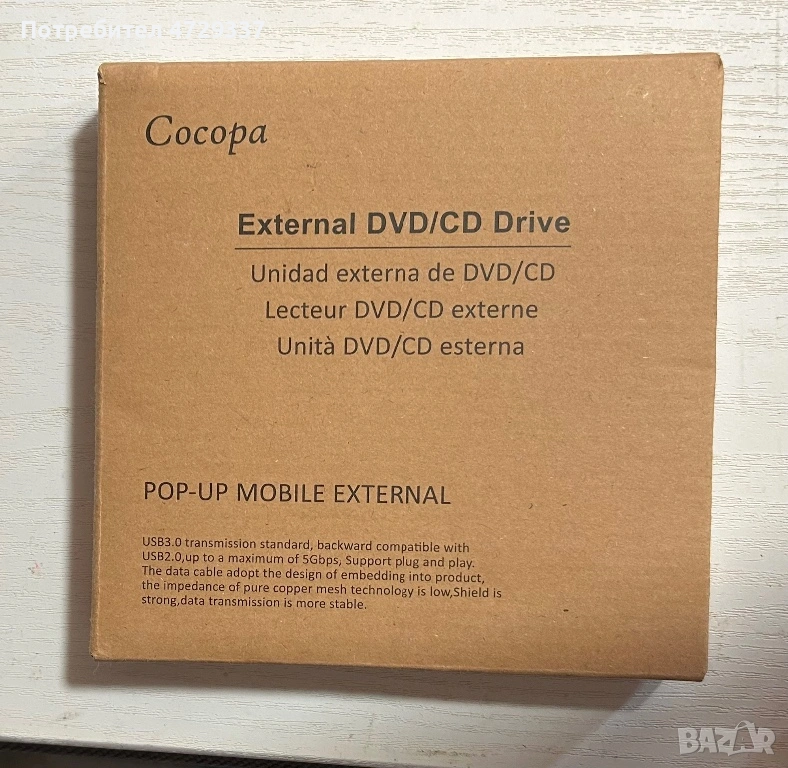 Потребител 4729337
Cocopa
External DVD/CD Drive
Unidad externa de DVD/CD
Lecteur DVD/CD externe
Unità DVD/CD esterna
POP-UP MOBILE EXTERNAL
USB3.0 transmission standard, backward compatible with
USB2.0,up to a maximum of 5Gbps, Support plug and play.
The data cable adopt the design of embedding into product,
the impedance of pure copper mesh technology is low,Shield is
strong,data transmission is more stable.
BAZAR